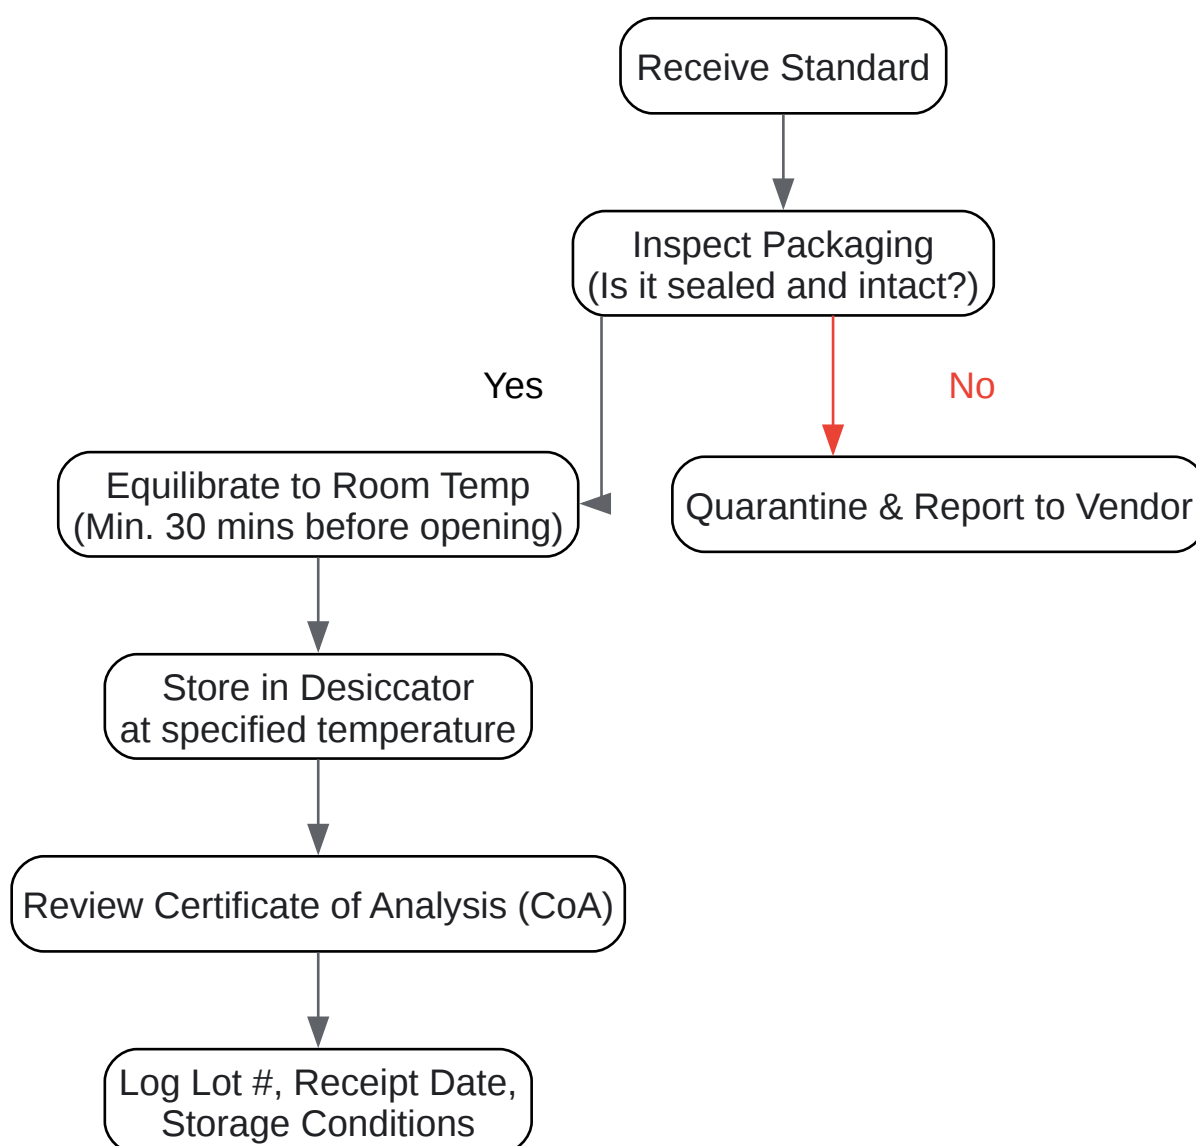 Receive Standard
Inspect Packaging
(Is it sealed and intact?)
Yes
No
Equilibrate to Room Temp
(Min. 30 mins before opening)
Quarantine & Report to Vendor
Store in Desiccator
at specified temperature
Review Certificate of Analysis (CoA)
Log Lot #, Receipt Date,
Storage Conditions